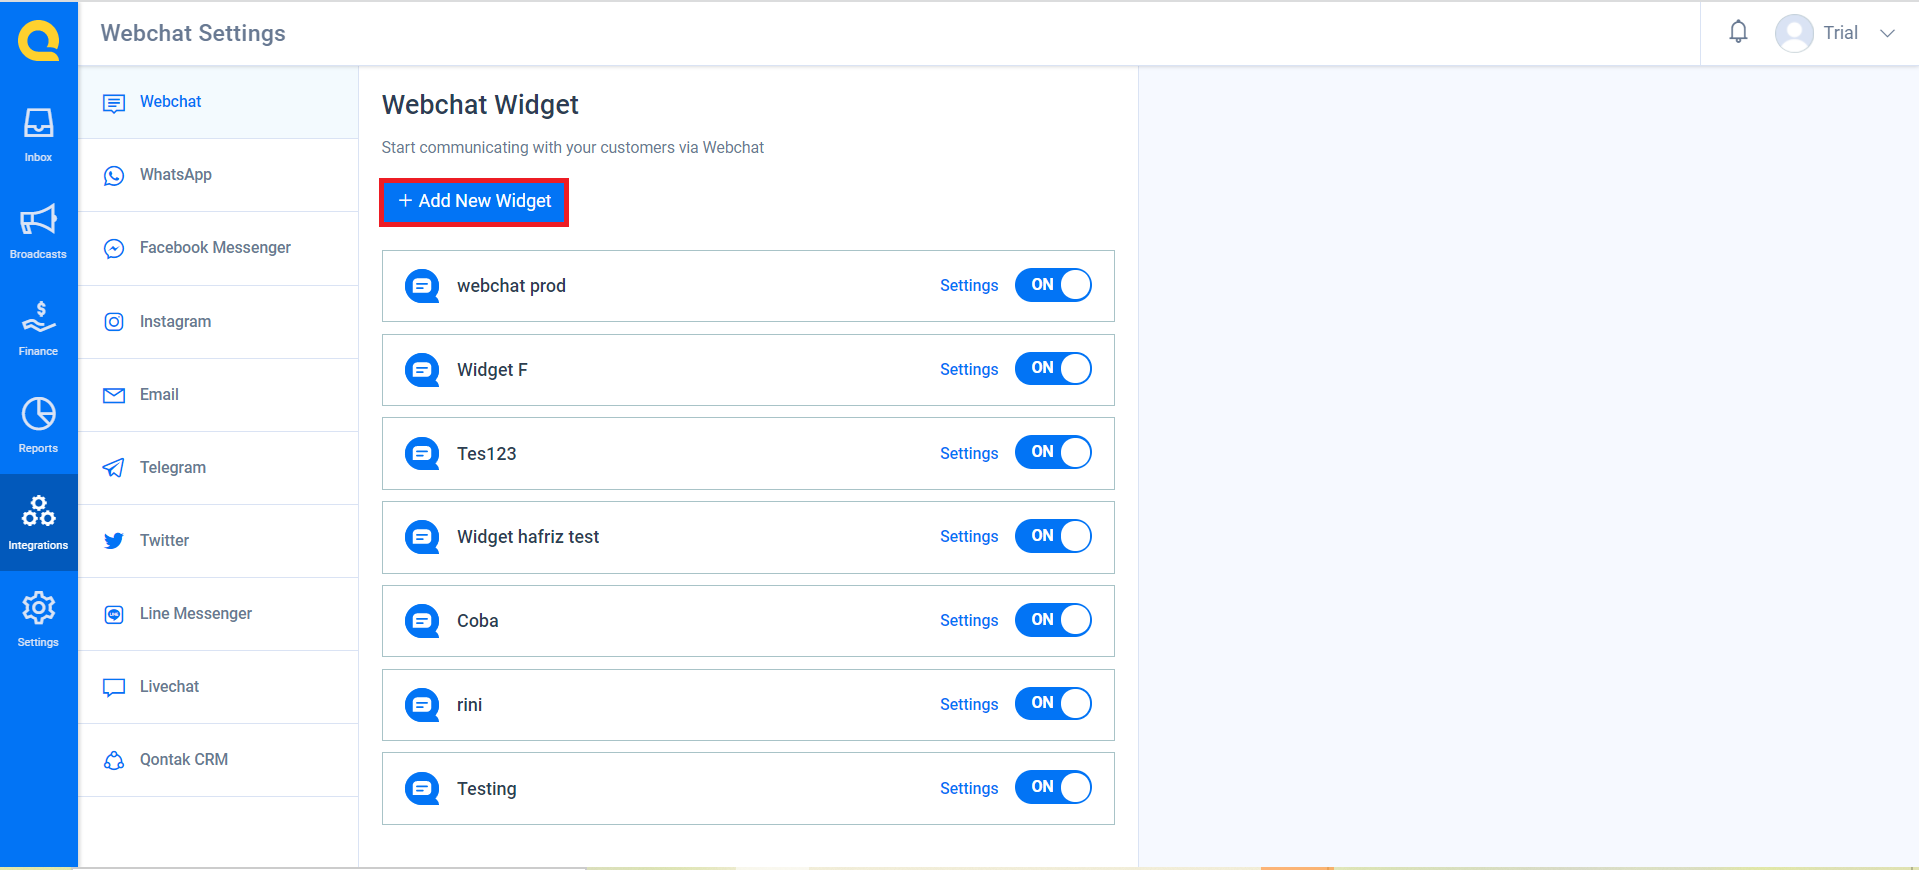 Webchat Settings
Trial
Inbox
Broadcasts
Finance
Reports
Integrations
Settings
Webchat
WhatsApp
Facebook Messenger
Instagram
Email
Telegram
Twitter
Line Messenger
Livechat
Qontak CRM
Webchat Widget
Start communicating with your customers via Webchat
+ Add New Widget
webchat prod Settings ON
Widget F Settings ON
Tes123 Settings ON
Widget hafriz test Settings ON
Coba Settings ON
rini Settings ON
Testing Settings ON